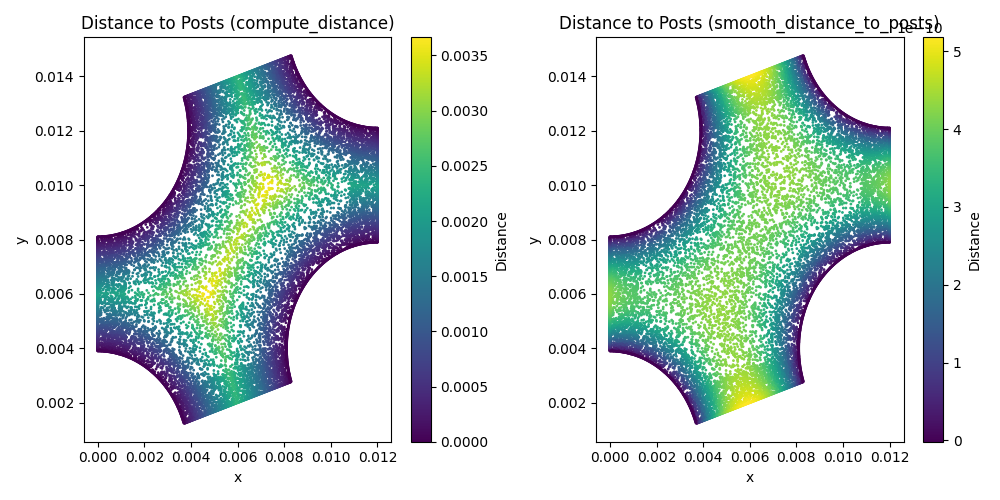 Distance to Posts (compute_distance)
0.014
0.012
0.010
0.008
0.006
0.004
0.002
y
0.000 0.002 0.004 0.006 0.008 0.010 0.012
x
0.0035
0.0030
0.0025
0.0020
0.0015
0.0010
0.0005
0.0000
Distance
Distance to Posts (smooth_distance_to_posts)
1e−10
0.014
0.012
0.010
0.008
0.006
0.004
0.002
y
0.000 0.002 0.004 0.006 0.008 0.010 0.012
x
5
4
3
2
1
0
Distance